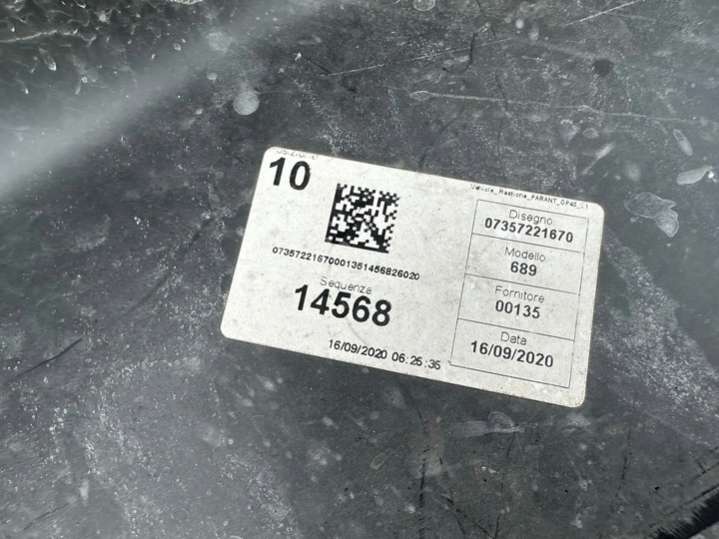 10
Disegno
07357221670
073572216700013514568260​20
Modello
689
Sequenza
14568
Fornitore
00135
Data
16/09/2020
16/09/2020 06:25:35